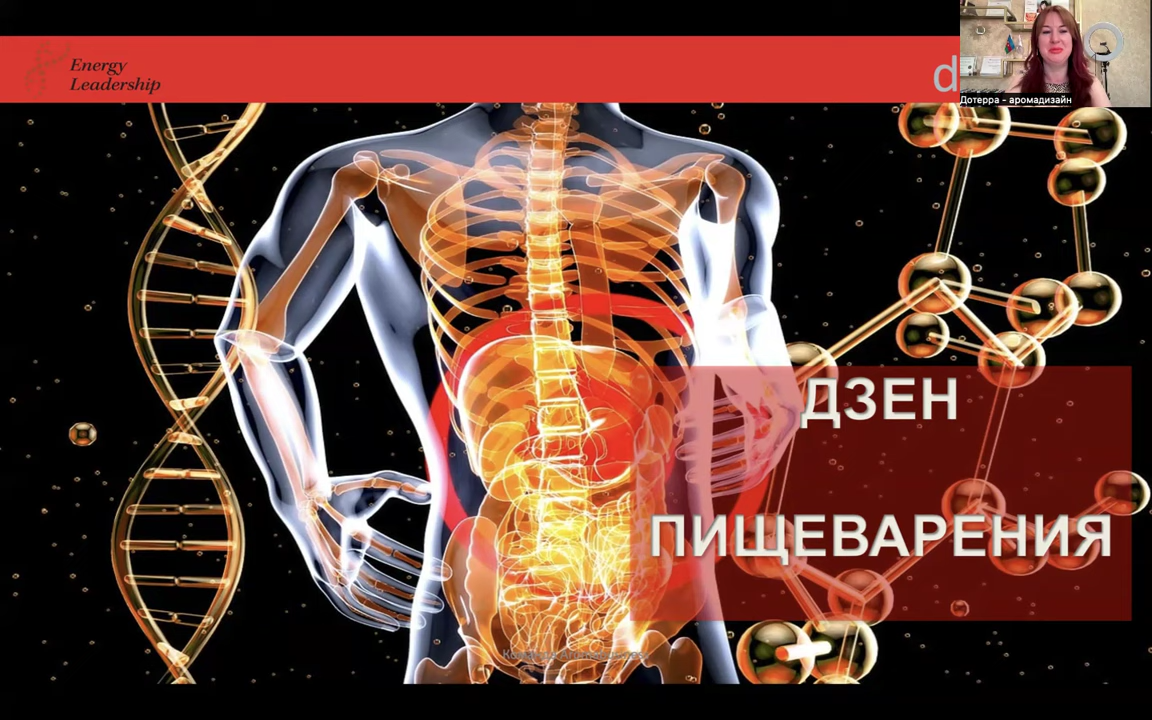 Energy
Leadership
d
Дотерра - аромадизайн
ДЗЕН
ПИЩЕВАРЕНИЯ